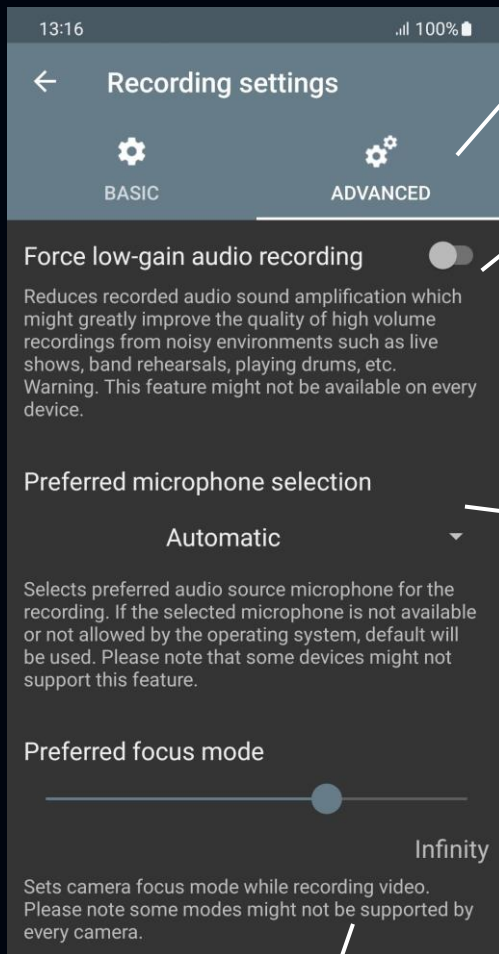 13:16 100%
Recording settings
BASIC ADVANCED
Force low-gain audio recording
Reduces recorded audio sound amplification which
might greatly improve the quality of high volume
recordings from noisy environments such as live
shows, band rehearsals, playing drums, etc.
Warning. This feature might not be available on every
device.
Preferred microphone selection
Automatic
Selects preferred audio source microphone for the
recording. If the selected microphone is not available
or not allowed by the operating system, default will
be used. Please note that some devices might not
support this feature.
Preferred focus mode
Infinity
Sets camera focus mode while recording video.
Please note some modes might not be supported by
every camera.